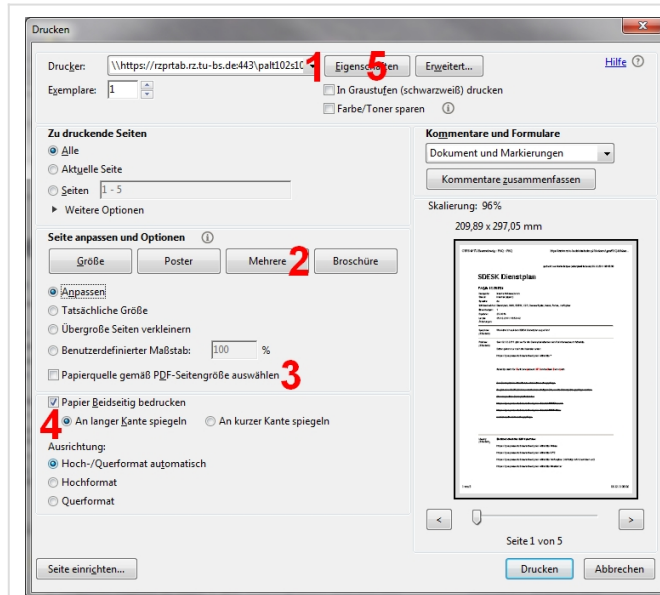 Drucken
Drucker: \\https://rzprtab.rz.tu-bs.de:443\palt102s10 1 Eigenschaften 5 Erweitert... Hilfe
Exemplare: 1 In Graustufen (schwarzweiß) drucken
Farbe/Toner sparen
Zu druckende Seiten
Alle
Aktuelle Seite
Seiten 1 - 5
Weitere Optionen
Kommentare und Formulare
Dokument und Markierungen
Kommentare zusammenfassen
Seite anpassen und Optionen
Größe Poster Mehrere 2 Broschüre
Anpassen
Tatsächliche Größe
Übergroße Seiten verkleinern
Benutzerdefinierter Maßstab: 100 %
Papierquelle gemäß PDF-Seitengröße auswählen 3
Papier Beidseitig bedrucken
4 An langer Kante spiegeln An kurzer Kante spiegeln
Ausrichtung:
Hoch-/Querformat automatisch
Hochformat
Querformat
Skalierung: 96%
209,89 x 297,05 mm
SDESK Dienstplan
< >
Seite 1 von 5
Seite einrichten... Drucken Abbrechen